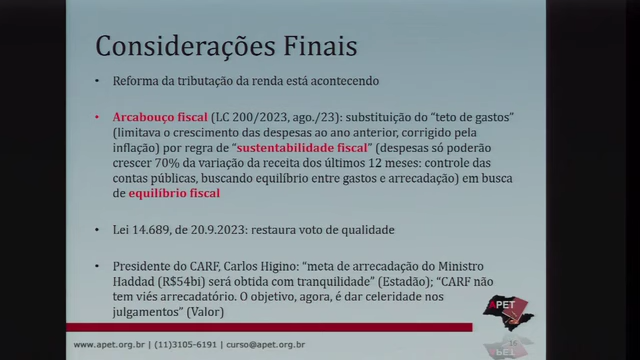 Considerações Finais
• Reforma da tributação da renda está acontecendo
• Arcabouço fiscal (LC 200/2023, ago./23): substituição do “teto de gastos”
(limitava o crescimento das despesas ao ano anterior, corrigido pela
inflação) por regra de “sustentabilidade fiscal” (despesas só poderão
crescer 70% da variação da receita dos últimos 12 meses: controle das
contas públicas, buscando equilíbrio entre gastos e arrecadação) em busca
de equilíbrio fiscal
• Lei 14.689, de 20.9.2023: restaura voto de qualidade
• Presidente do CARF, Carlos Higino: “meta de arrecadação do Ministro
Haddad (R$54bi) será obtida com tranquilidade” (Estadão); “CARF não
tem viés arrecadatório. O objetivo, agora, é dar celeridade nos
julgamentos” (Valor)
APET
www.apet.org.br | (11)3105-6191 | curso@apet.org.br